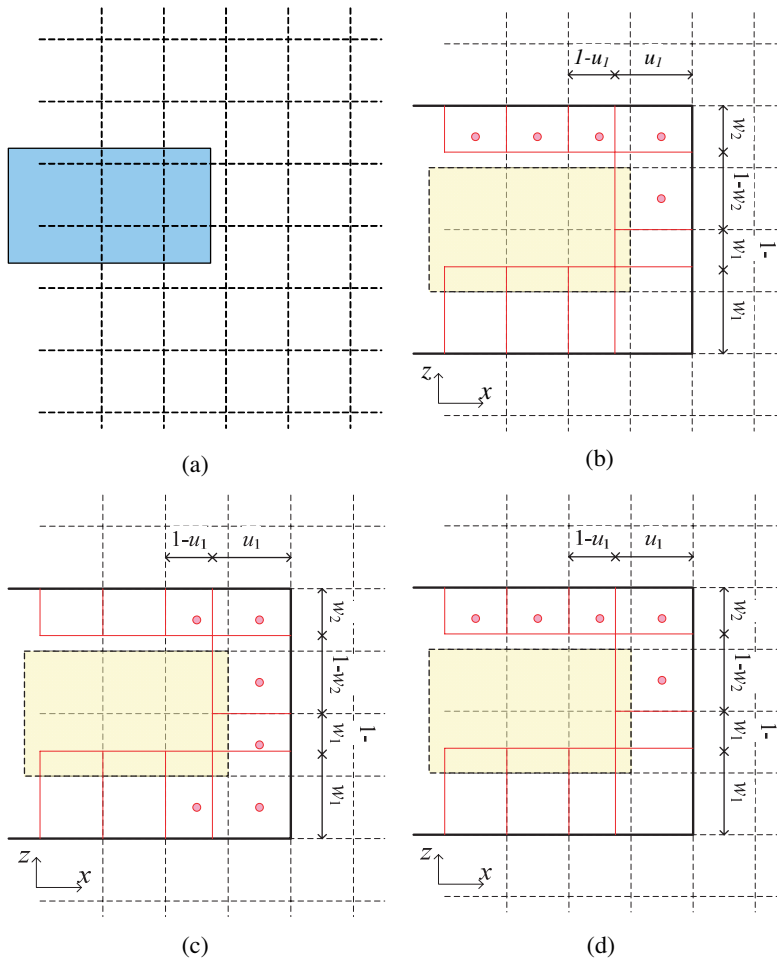 (a)
1-u₁
u₁
w₂
1-w₂
w₁
1-
w₁
z
x
(b)
1-u₁
u₁
w₂
1-w₂
w₁
1-
w₁
z
x
(c)
1-u₁
u₁
w₂
1-w₂
w₁
1-
w₁
z
x
(d)